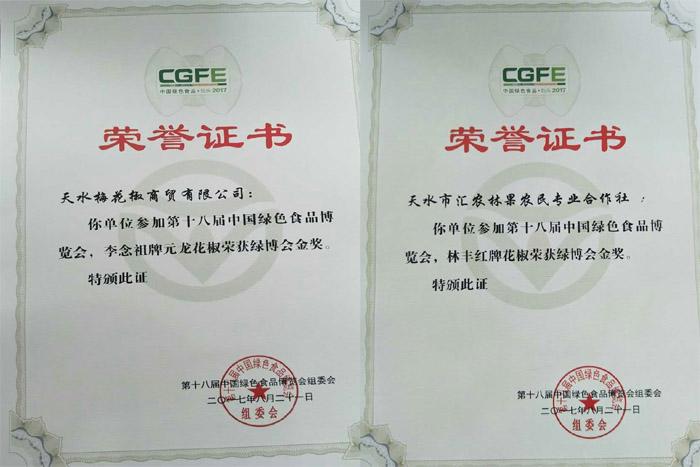 CGFE
中国绿色食品·包头 2017
荣誉证书
天水梅花椒商贸有限公司：
你单位参加第十八届中国绿色食品博
览会，李念祖牌元龙花椒荣获绿博会金奖。
特颁此证
第十八届中国绿色食品博览会组委会
二〇一七年八月二十一日
组委会
CGFE
中国绿色食品·包头 2017
荣誉证书
天水市汇农林果农民专业合作社：
你单位参加第十八届中国绿色食品博
览会，林丰红牌花椒荣获绿博会金奖。
特颁此证
第十八届中国绿色食品博览会组委会
二〇一七年八月二十一日
组委会